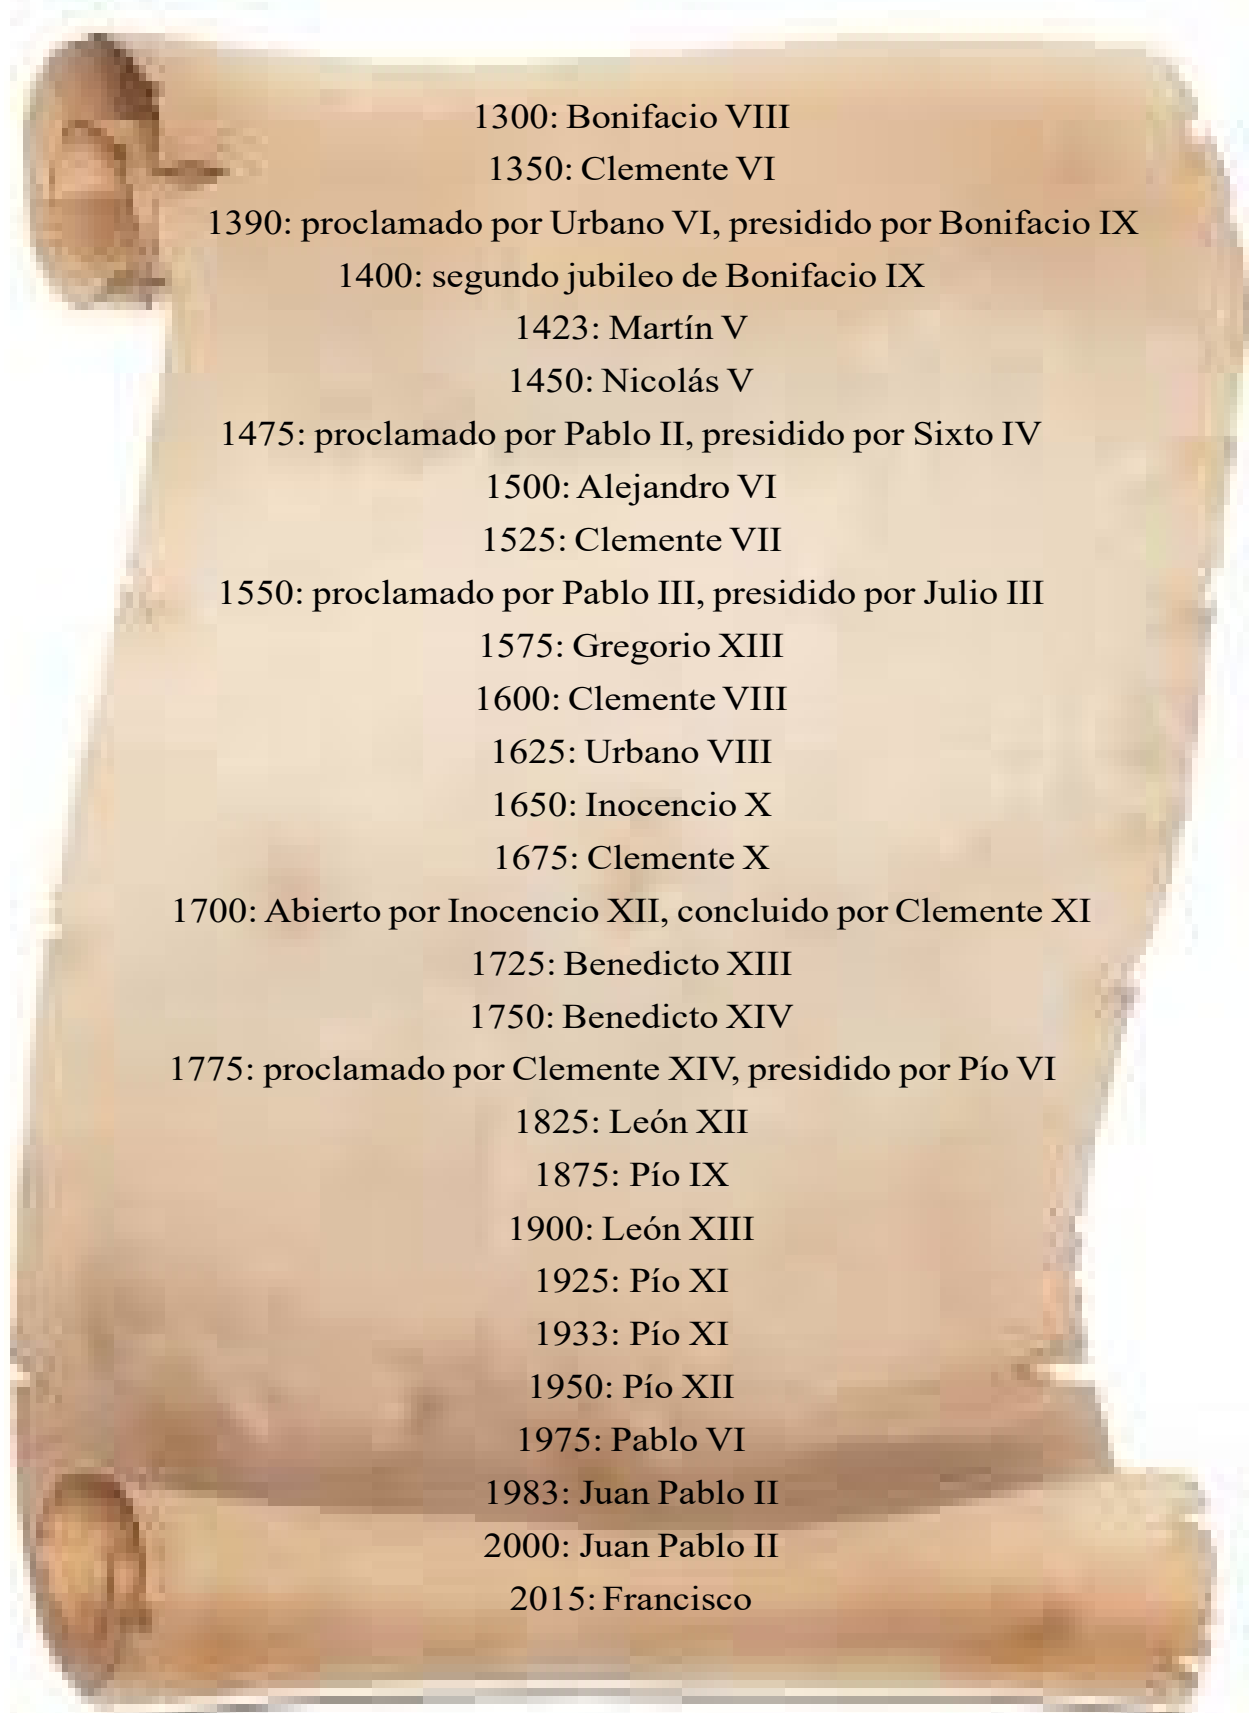 1300: Bonifacio VIII
1350: Clemente VI
1390: proclamado por Urbano VI, presidido por Bonifacio IX
1400: segundo jubileo de Bonifacio IX
1423: Martín V
1450: Nicolás V
1475: proclamado por Pablo II, presidido por Sixto IV
1500: Alejandro VI
1525: Clemente VII
1550: proclamado por Pablo III, presidido por Julio III
1575: Gregorio XIII
1600: Clemente VIII
1625: Urbano VIII
1650: Inocencio X
1675: Clemente X
1700: Abierto por Inocencio XII, concluido por Clemente XI
1725: Benedicto XIII
1750: Benedicto XIV
1775: proclamado por Clemente XIV, presidido por Pío VI
1825: León XII
1875: Pío IX
1900: León XIII
1925: Pío XI
1933: Pío XI
1950: Pío XII
1975: Pablo VI
1983: Juan Pablo II
2000: Juan Pablo II
2015: Francisco